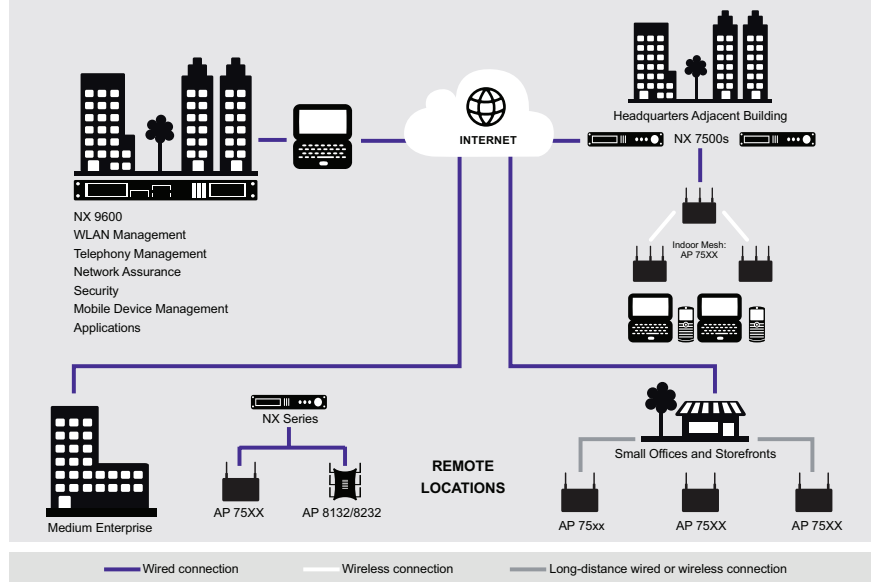 INTERNET
Headquarters Adjacent Building
NX 7500s
NX 9600
WLAN Management
Telephony Management
Network Assurance
Security
Mobile Device Management
Applications
Indoor Mesh:
AP 75XX
NX Series
AP 75XX
AP 8132/8232
Medium Enterprise
REMOTE
LOCATIONS
Small Offices and Storefronts
AP 75xx
AP 75XX
AP 75XX
Wired connection
Wireless connection
Long-distance wired or wireless connection